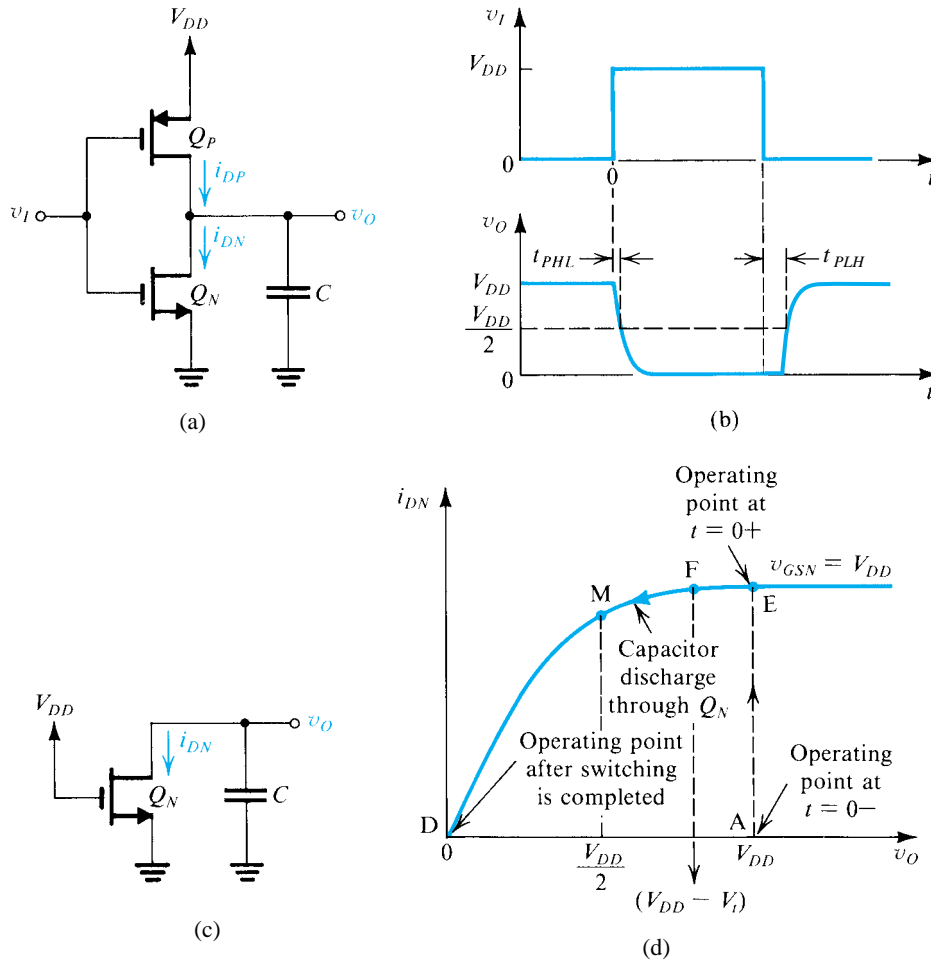 V_DD
Q_P
i_DP
v_I
v_O
i_DN
Q_N
C
(a)
v_I
V_DD
0
0
t
v_O
t_PHL
t_PLH
V_DD
V_DD
2
0
t
(b)
V_DD
v_O
i_DN
Q_N
C
(c)
i_DN
Operating
point at
t = 0+
v_GSN = V_DD
F
M
E
Capacitor
discharge
through Q_N
Operating point
after switching
is completed
Operating
point at
t = 0−
D
A
0
V_DD
2
V_DD
v_O
(V_DD − V_t)
(d)